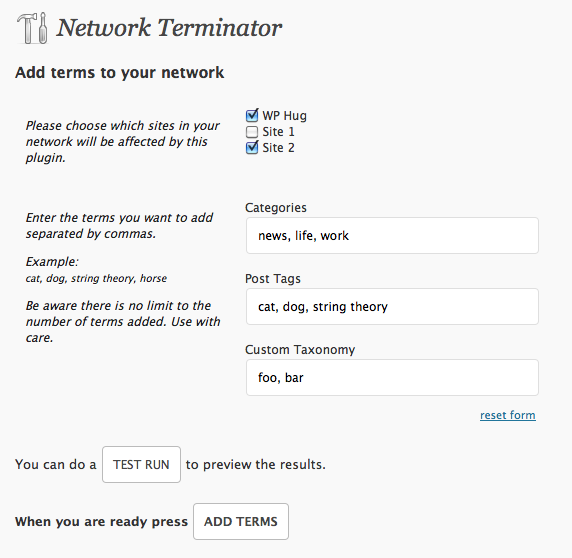 Network Terminator
Add terms to your network
Please choose which sites in your
network will be affected by this
plugin.
WP Hug
Site 1
Site 2
Enter the terms you want to add
separated by commas.
Example:
cat, dog, string theory, horse
Be aware there is no limit to the
number of terms added. Use with
care.
Categories
news, life, work
Post Tags
cat, dog, string theory
Custom Taxonomy
foo, bar
reset form
You can do a TEST RUN to preview the results.
When you are ready press ADD TERMS